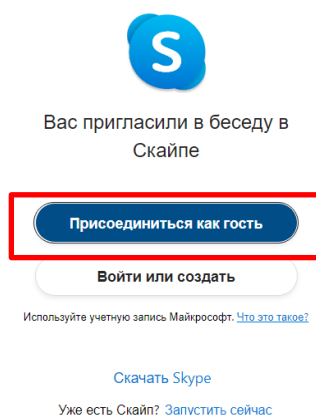 S
Вас пригласили в беседу в
Скайпе
Присоединиться как гость
Войти или создать
Используйте учетную запись Майкрософт. Что это такое?
Скачать Skype
Уже есть Скайп? Запустить сейчас